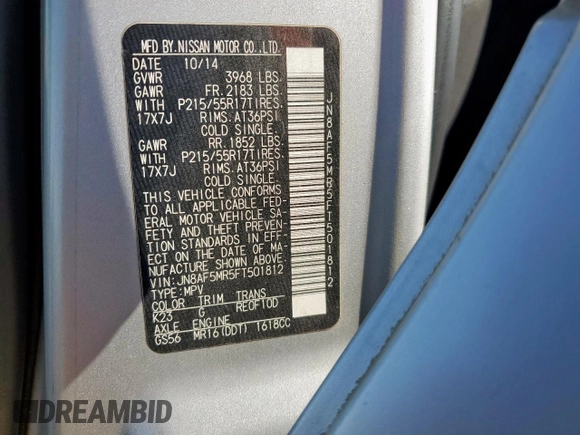 MFD BY.NISSAN MOTOR CO.,LTD.
DATE 10/14
GVWR 3968 LBS.
GAWR FR. 2183 LBS.
WITH P215/55R17TIRES.
17X7J RIMS. AT36PSI
COLD SINGLE.
GAWR RR. 1852 LBS.
WITH P215/55R17TIRES.
17X7J RIMS. AT36PSI
COLD SINGLE.
THIS VEHICLE CONFORMS
TO ALL APPLICABLE FED-
ERAL MOTOR VEHICLE SA-
FETY AND THEFT PREVEN-
TION STANDARDS IN EFF-
ECT ON THE DATE OF MA-
NUFACTURE SHOWN ABOVE.
VIN:JN8AF5MR5FT501812
TYPE:MPV
COLOR TRIM TRANS
K23 G RE0F10D
AXLE ENGINE
GS56 MR16(DDT) 1618CC
JN8AF5MR5FT501812
DREAMBID